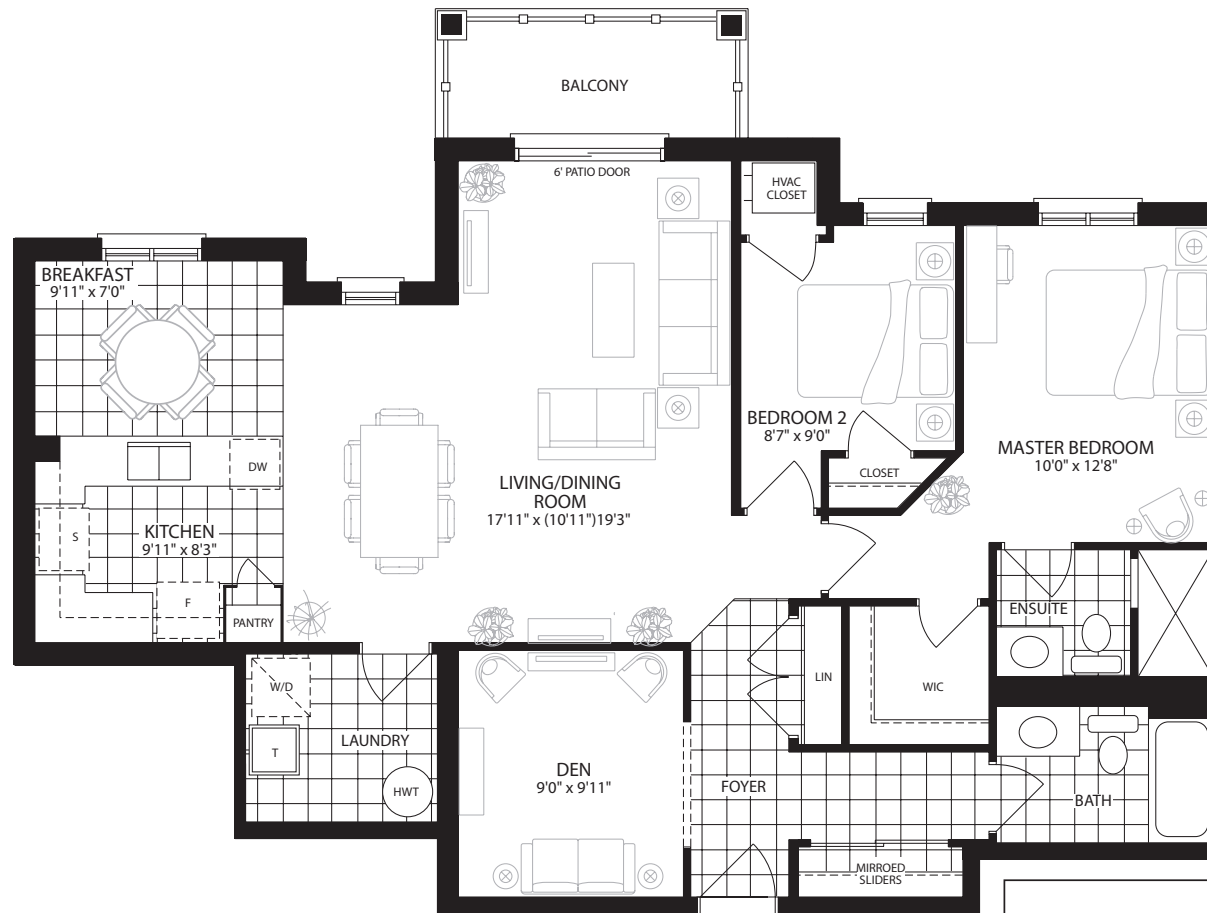 BALCONY
6' PATIO DOOR
HVAC
CLOSET
BREAKFAST
9'11" x 7'0"
BEDROOM 2
8'7" x 9'0"
MASTER BEDROOM
10'0" x 12'8"
DW
CLOSET
LIVING/DINING
ROOM
17'11" x (10'11")19'3"
S
KITCHEN
9'11" x 8'3"
F
PANTRY
ENSUITE
W/D
LIN
WIC
T
LAUNDRY
HWT
DEN
9'0" x 9'11"
FOYER
BATH
MIRROED
SLIDERS